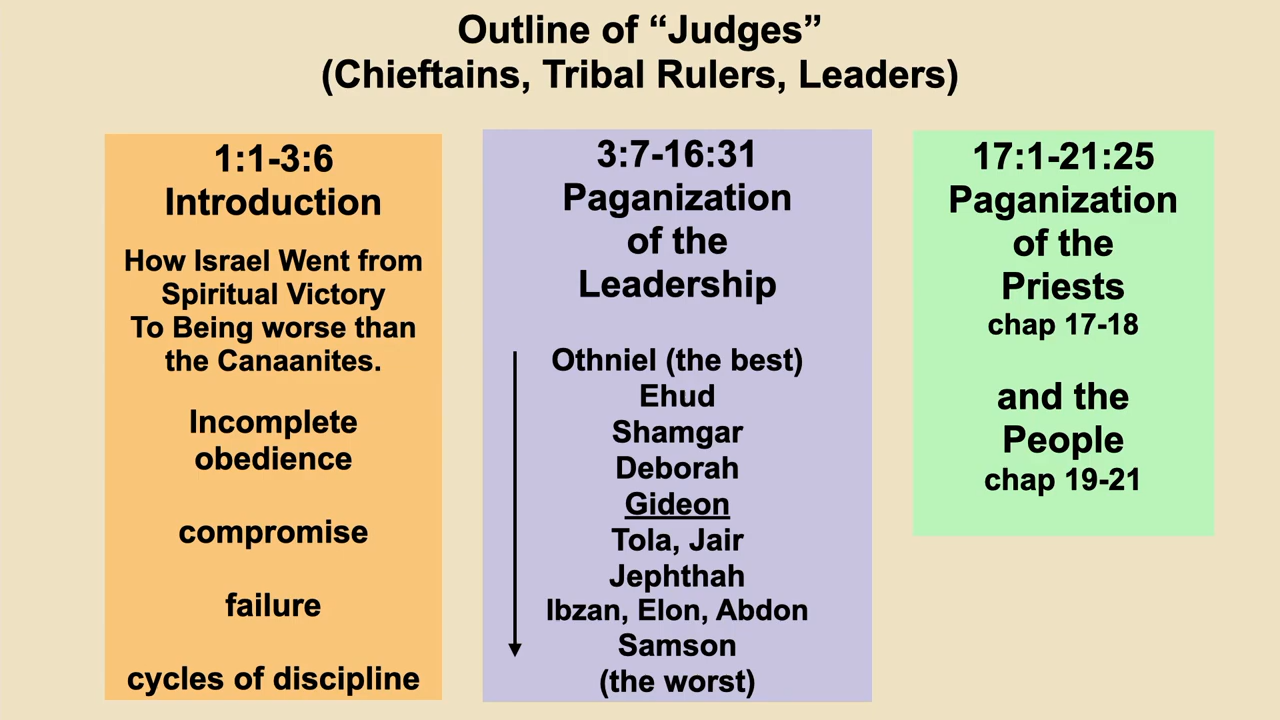 Outline of “Judges”
(Chieftains, Tribal Rulers, Leaders)
1:1-3:6
Introduction
How Israel Went from
Spiritual Victory
To Being worse than
the Canaanites.
Incomplete
obedience
compromise
failure
cycles of discipline
3:7-16:31
Paganization
of the
Leadership
Othniel (the best)
Ehud
Shamgar
Deborah
Gideon
Tola, Jair
Jephthah
Ibzan, Elon, Abdon
Samson
(the worst)
17:1-21:25
Paganization
of the
Priests
chap 17-18
and the
People
chap 19-21